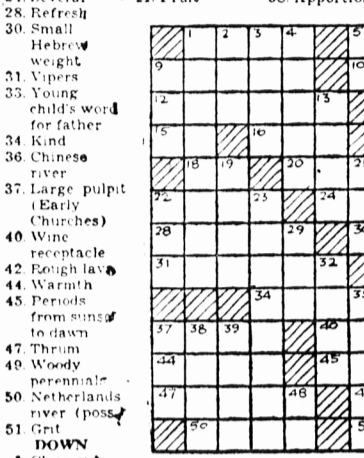 28. Refresh
30. Small
Hebrew
weight
31. Vipers
33. Young
child's word
for father
34. Kind
36. Chinese
river
37. Large pulpit
(Early
Churches)
40. Wine
receptacle
42. Rough lava
44. Warmth
45. Periods
from sunset
to dawn
47. Thrum
49. Woody
perennials
50. Netherlands
river (poss.)
51. Grit
DOWN
1 2 3 4 5
9 10
12 13
15 16
18 19 20
22 23 24
28 29
31 32
34
37 38 39 40
44 45
47 48
50